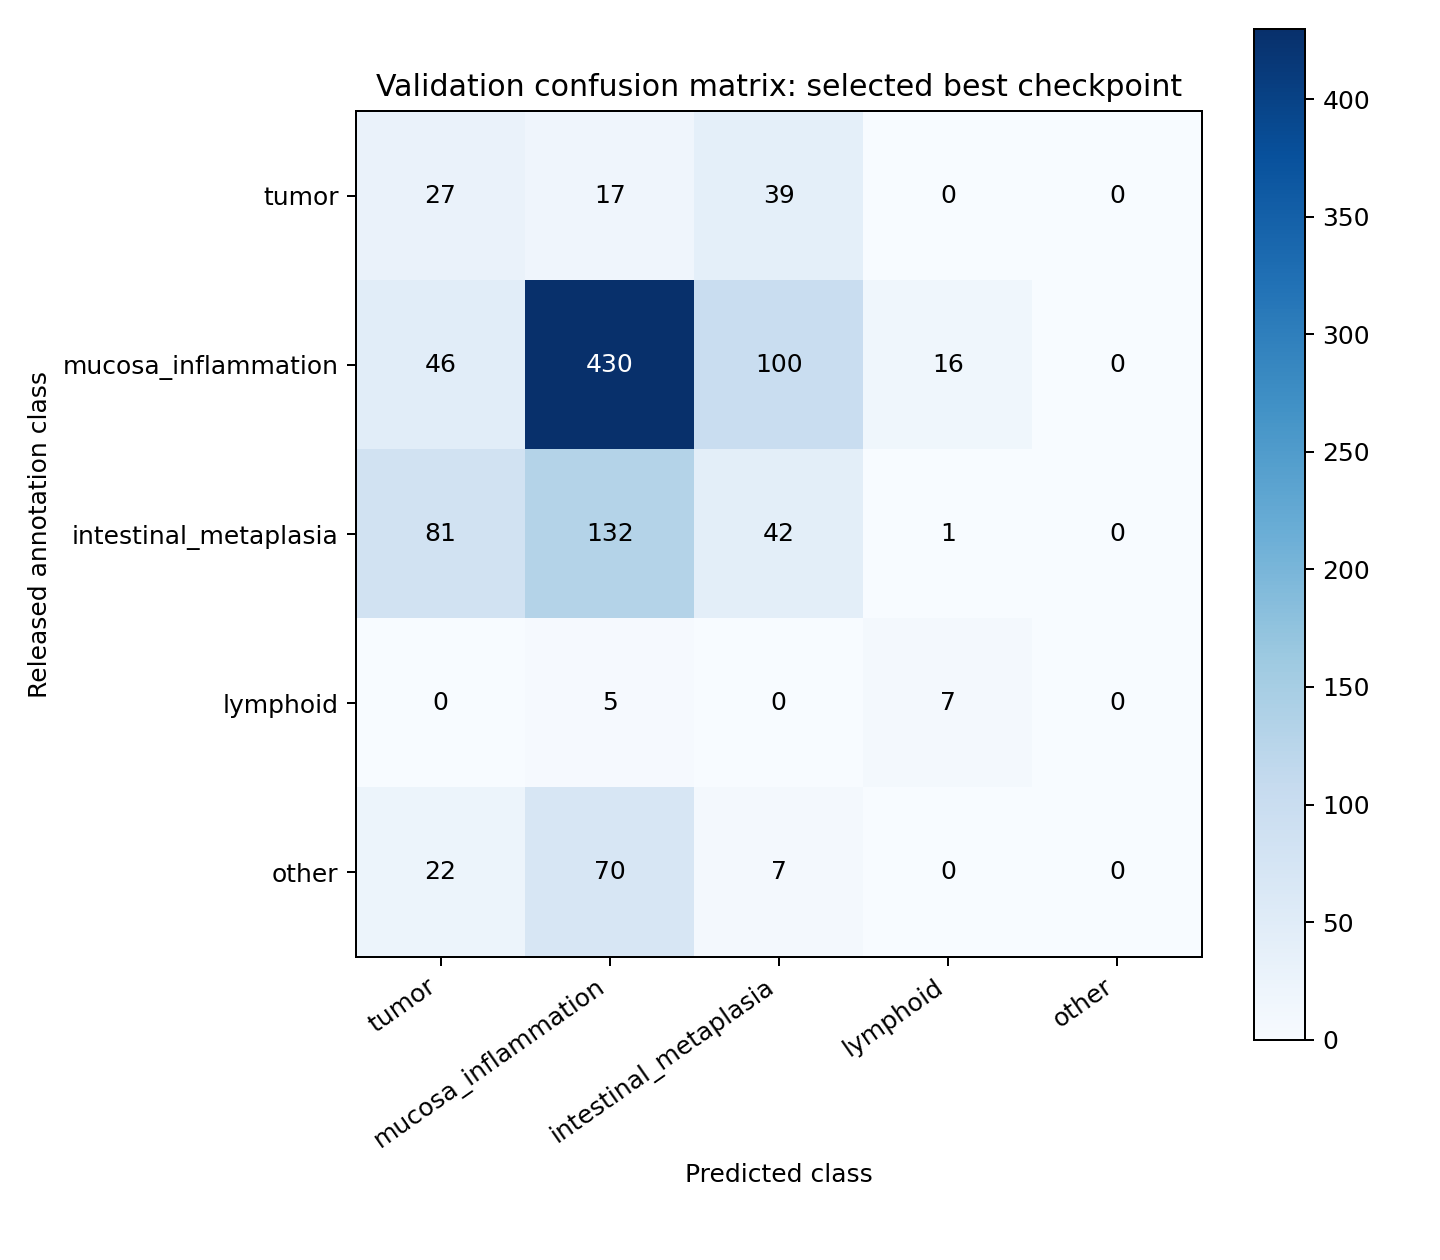 Validation confusion matrix: selected best checkpoint
Released annotation class
tumor 27 17 39 0 0
mucosa_inflammation 46 430 100 16 0
intestinal_metaplasia 81 132 42 1 0
lymphoid 0 5 0 7 0
other 22 70 7 0 0
tumor mucosa_inflammation intestinal_metaplasia lymphoid other
Predicted class
400
350
300
250
200
150
100
50
0